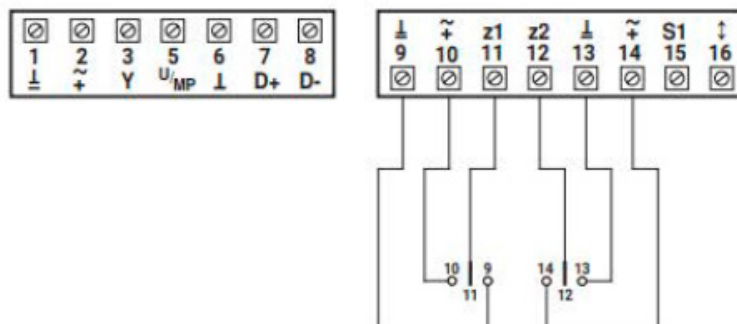 1 2 3 5 6 7 8
⏚ ~+ Y U/MP ⊥ D+ D-
⏚ ~+ z1 z2 ⏚ ~+ S1 ↕
9 10 11 12 13 14 15 16
10 9 14 13
11 12